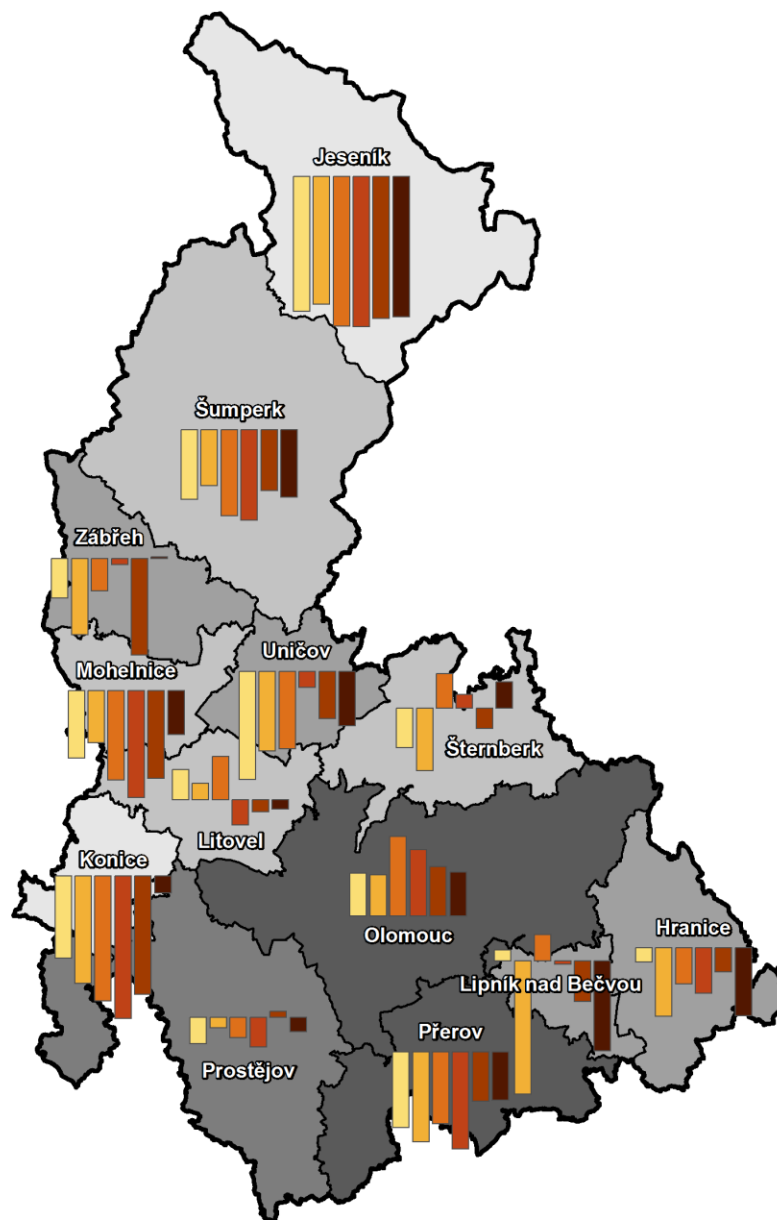 Jeseník
Šumperk
Zábřeh
Uničov
Mohelnice
Šternberk
Litovel
Konice
Olomouc
Hranice
Lipník nad Bečvou
Přerov
Prostějov